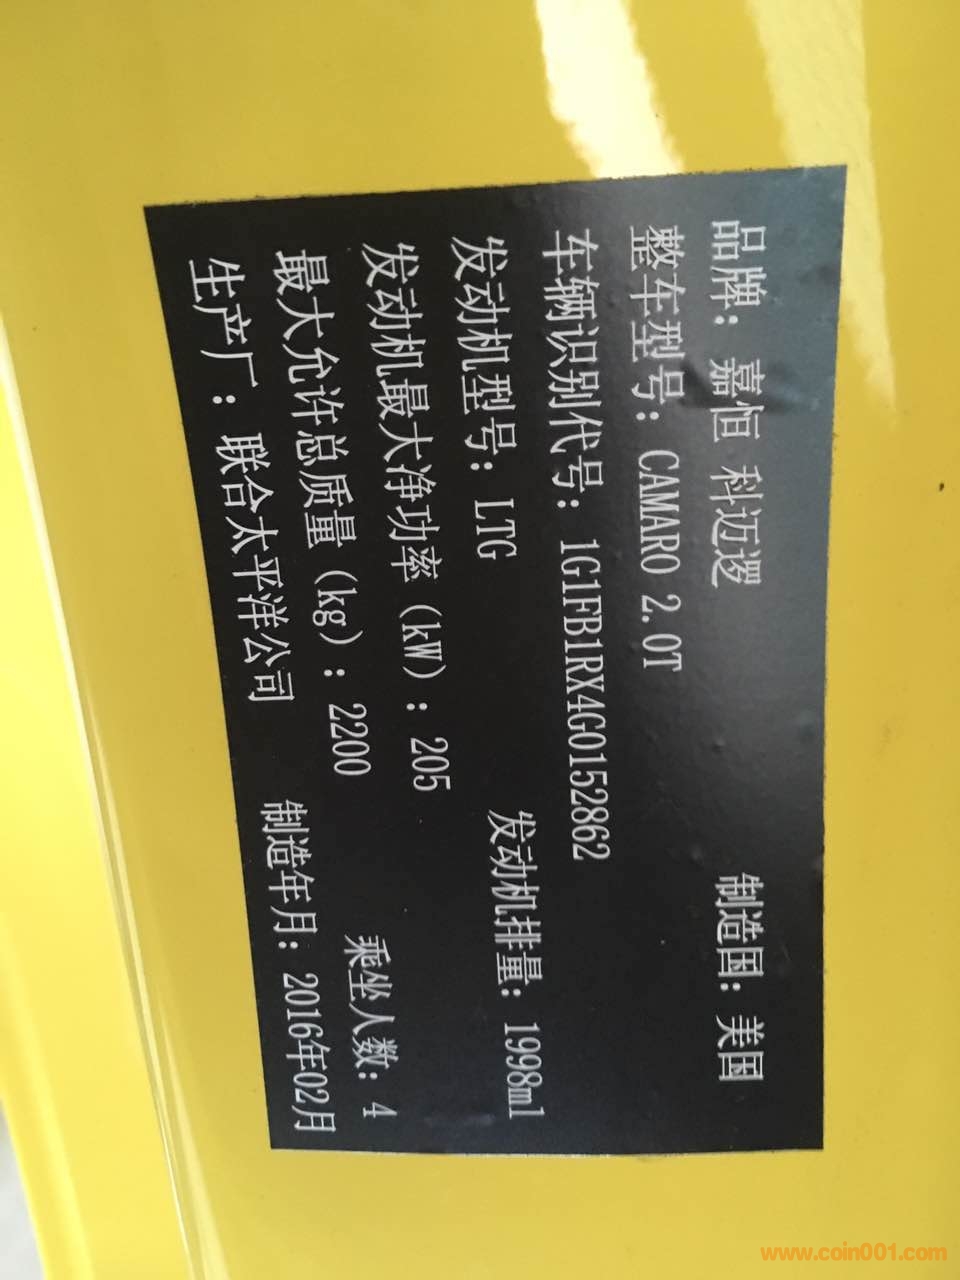 品牌：嘉恒 科迈逻 制造国：美国
整车型号：CAMARO 2.0T
车辆识别代号：1G1FB1RX4G0152862
发动机型号：LTG 发动机排量：1998ml
发动机最大净功率(kW)：205
最大允许总质量(kg)：2200 乘坐人数：4
生产厂：联合太平洋公司 制造年月：2016年02月
www.coin001.com